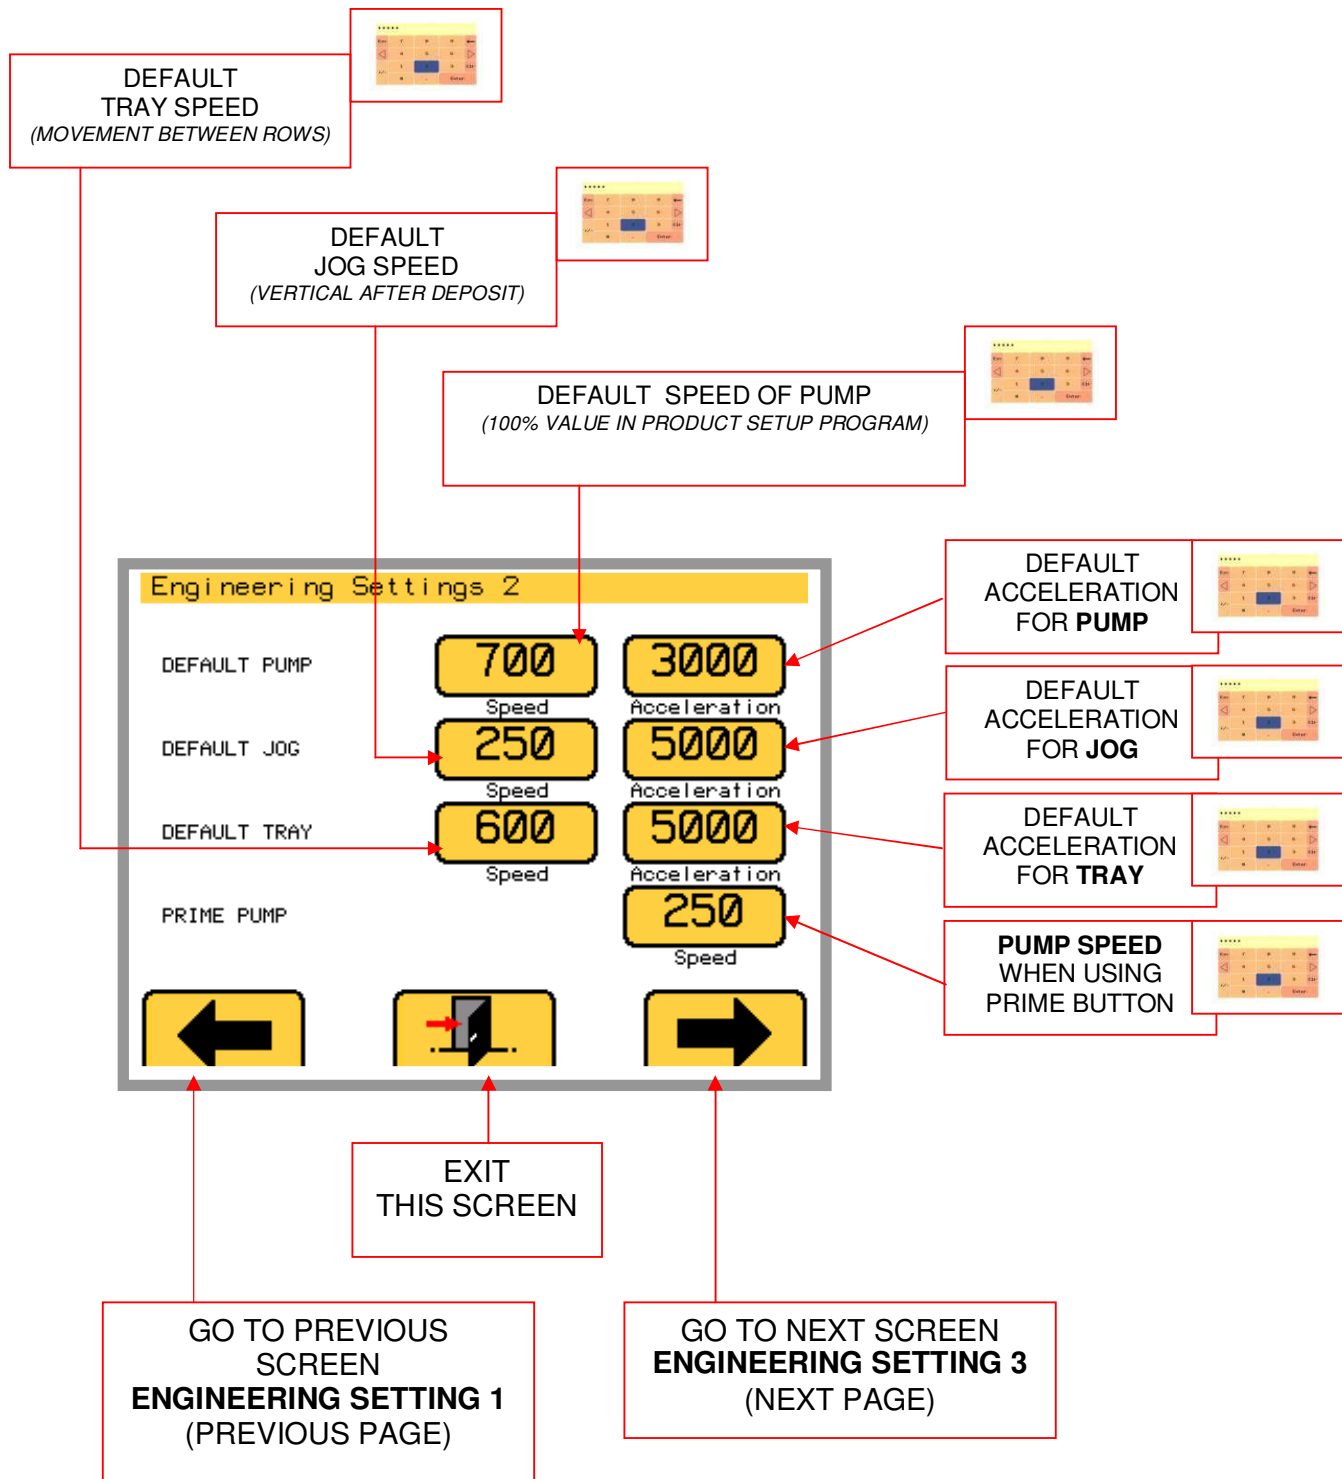 DEFAULT
TRAY SPEED
(MOVEMENT BETWEEN ROWS)
DEFAULT
JOG SPEED
(VERTICAL AFTER DEPOSIT)
DEFAULT SPEED OF PUMP
(100% VALUE IN PRODUCT SETUP PROGRAM)
Engineering Settings 2
DEFAULT PUMP
700
Speed
3000
Acceleration
DEFAULT JOG
250
Speed
5000
Acceleration
DEFAULT TRAY
600
Speed
5000
Acceleration
PRIME PUMP
250
Speed
DEFAULT
ACCELERATION
FOR PUMP
DEFAULT
ACCELERATION
FOR JOG
DEFAULT
ACCELERATION
FOR TRAY
PUMP SPEED
WHEN USING
PRIME BUTTON
EXIT
THIS SCREEN
GO TO PREVIOUS
SCREEN
ENGINEERING SETTING 1
(PREVIOUS PAGE)
GO TO NEXT SCREEN
ENGINEERING SETTING 3
(NEXT PAGE)